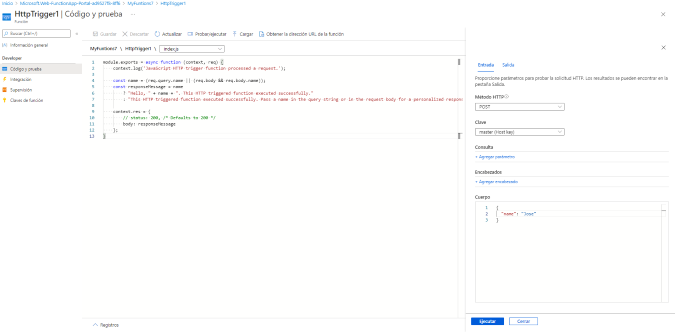 Inicio > Microsoft.Web-FunctionApp-Portal-ad8627f5-8ff6 > MyFuntions7 > HttpTrigger1
HttpTrigger1 | Código y prueba ...
Función
Buscar (Ctrl+/)
Información general
Developer
Código y prueba
Integración
Supervisión
Claves de función
Guardar
Descartar
Actualizar
Probar/ejecutar
Cargar
Obtener la dirección URL de la función
MyFuntions7 \ HttpTrigger1 \ index.js
1 module.exports = async function (context, req) {
2 context.log('JavaScript HTTP trigger function processed a request.');
3
4 const name = (req.query.name || (req.body && req.body.name));
5 const responseMessage = name
6 ? "Hello, " + name + ". This HTTP triggered function executed successfully."
7 : "This HTTP triggered function executed successfully. Pass a name in the query string or in the request body for a personalized respon
8
9 context.res = {
10 // status: 200, /* Defaults to 200 */
11 body: responseMessage
12 };
13 }
Registros
Entrada
Salida
Proporcione parámetros para probar la solicitud HTTP. Los resultados se pueden encontrar en la
pestaña Salida.
Método HTTP
POST
Clave
master (Host key)
Consulta
+ Agregar parámetro
Encabezados
+ Agregar encabezado
Cuerpo
1 {
2 "name": "Jose"
3 }
Ejecutar
Cerrar